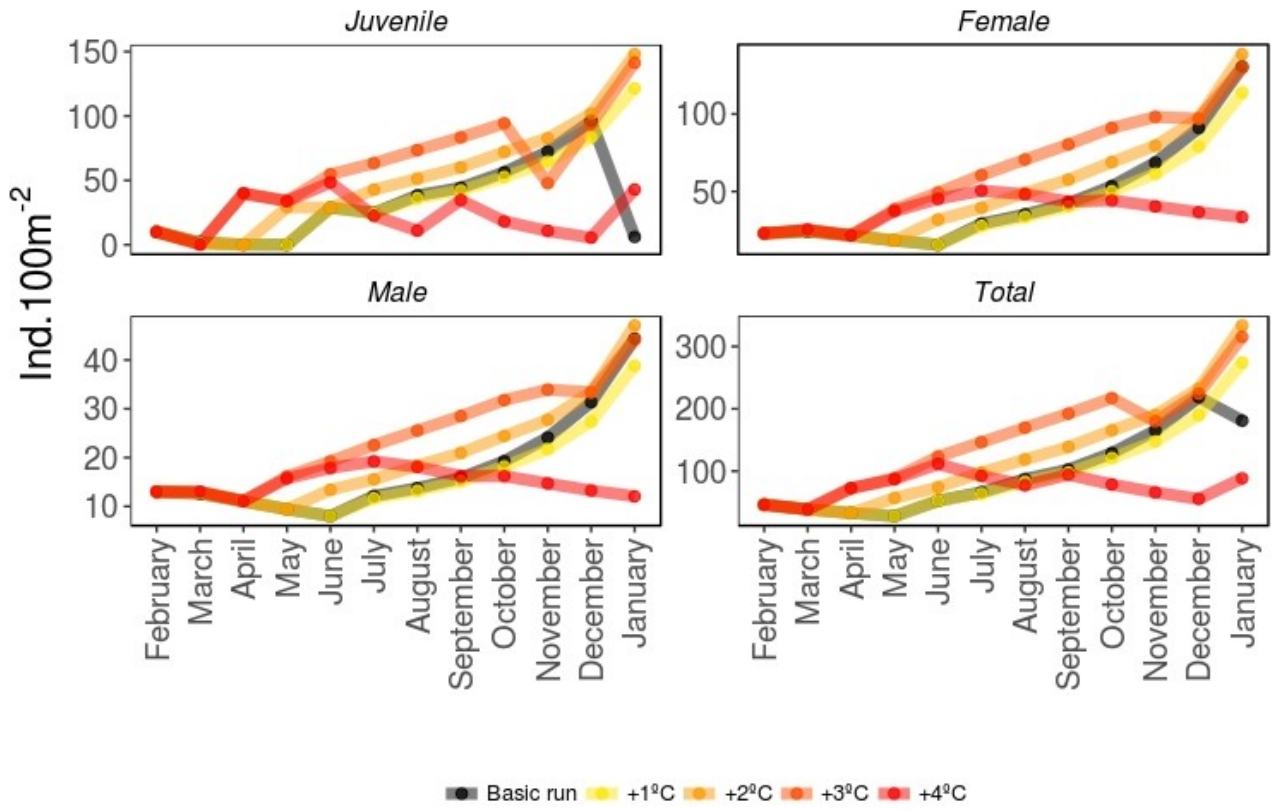 Juvenile
Female
150
100
50
0
100
50
Ind.100m-2
Male
Total
40
30
20
10
300
200
100
February March April May June July August September October November December January
February March April May June July August September October November December January
Basic run +1ºC +2ºC +3ºC +4ºC